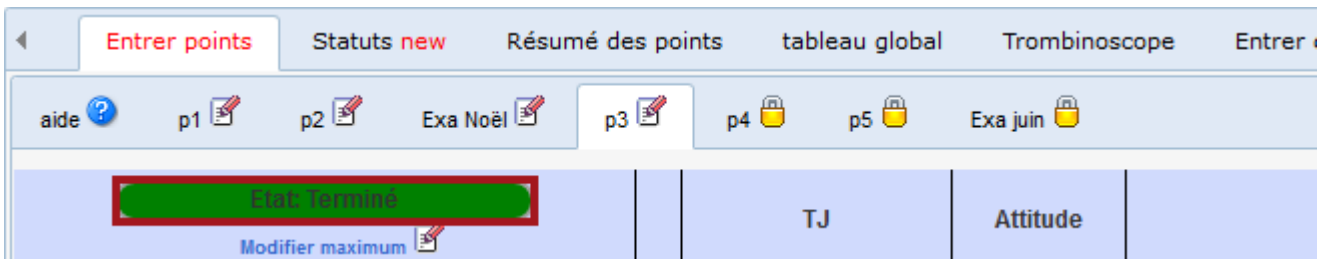 Entrer points Statuts new Résumé des points tableau global Trombinoscope Entrer
aide p1 p2 Exa Noël p3 p4 p5 Exa juin
Etat: Terminé
TJ Attitude
Modifier maximum